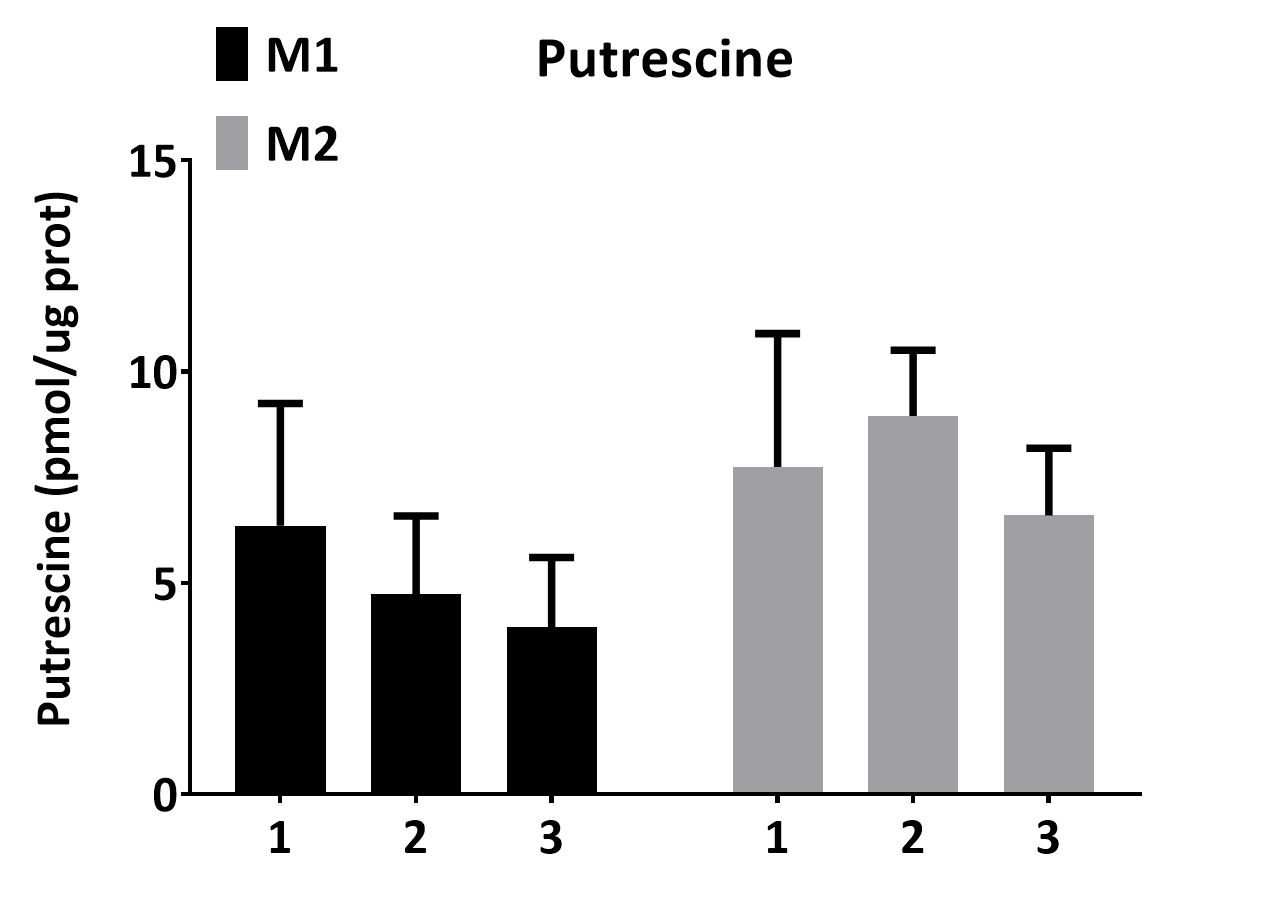 M1
Putrescine
M2
Putrescine (pmol/ug prot)
15
10
5
0
1 2 3 1 2 3